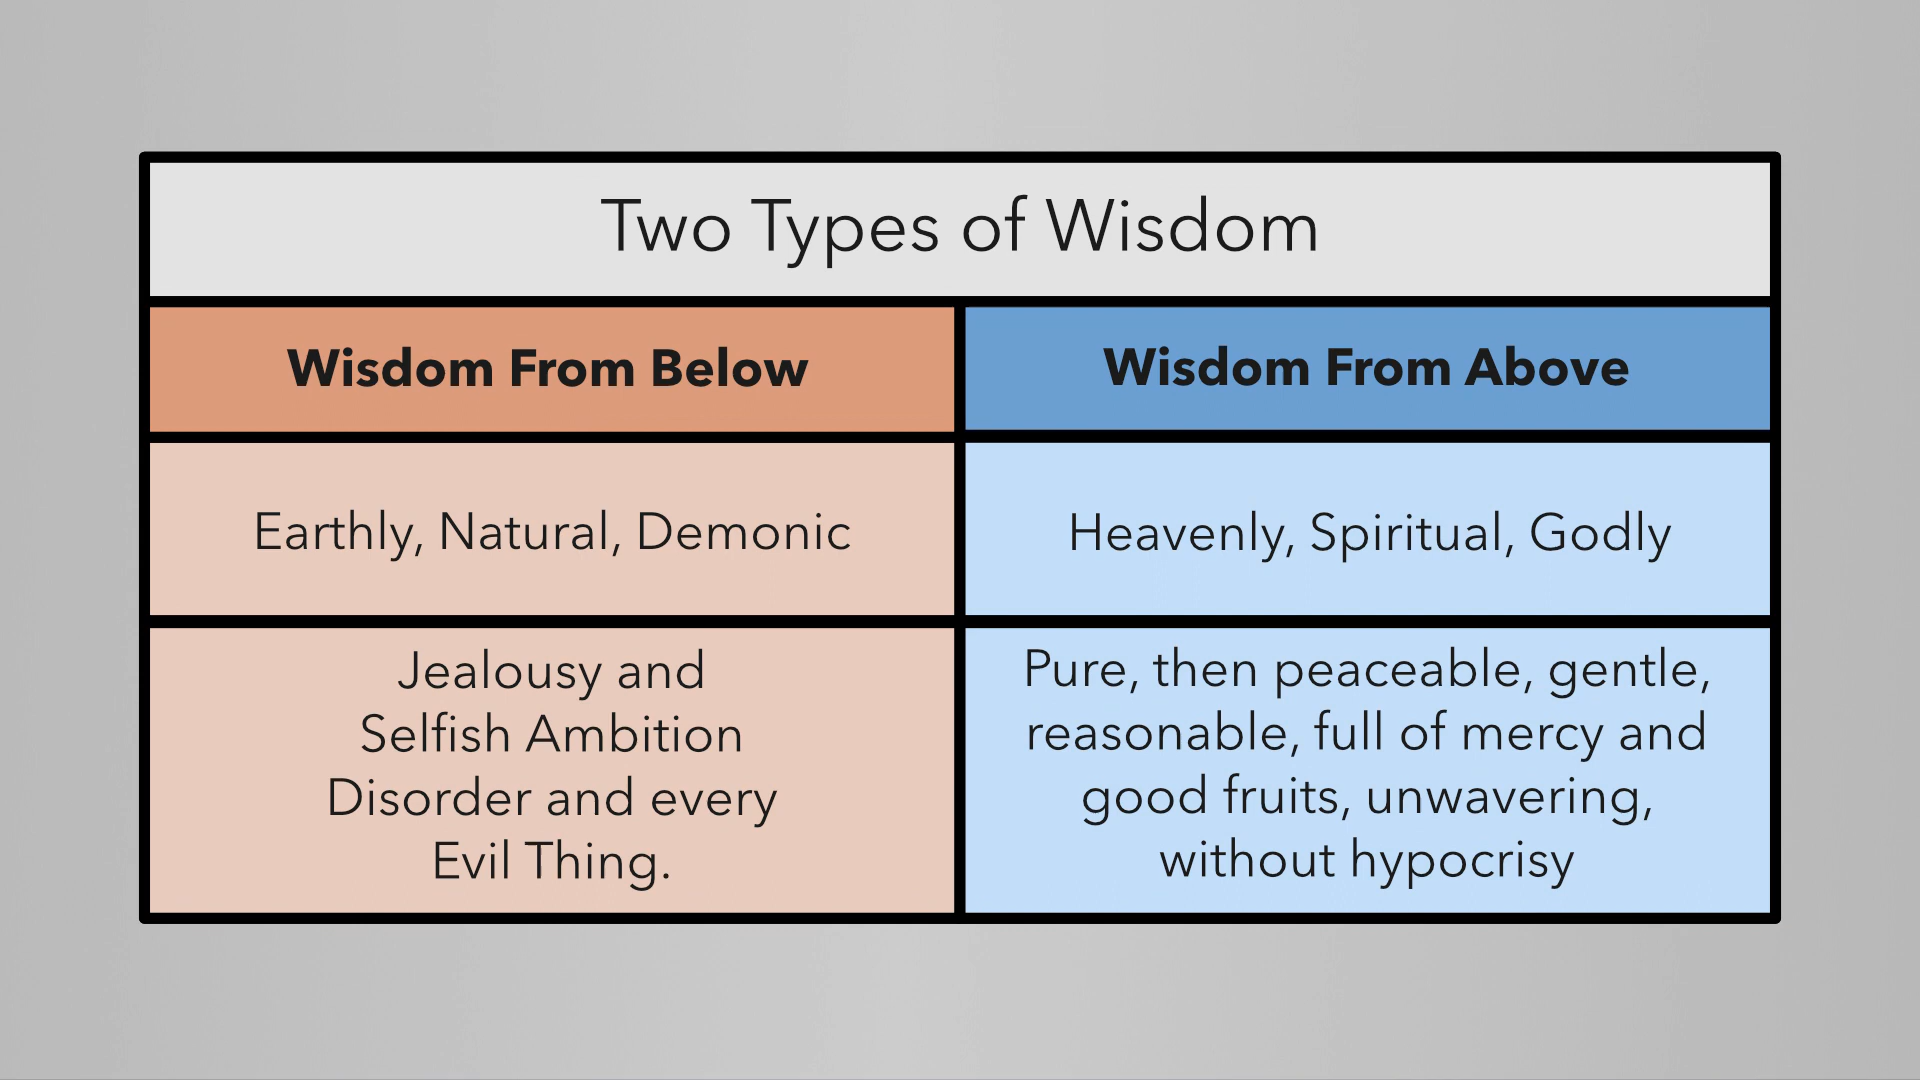 Two Types of Wisdom
Wisdom From Below
Wisdom From Above
Earthly, Natural, Demonic
Heavenly, Spiritual, Godly
Jealousy and
Selfish Ambition
Disorder and every
Evil Thing.
Pure, then peaceable, gentle,
reasonable, full of mercy and
good fruits, unwavering,
without hypocrisy